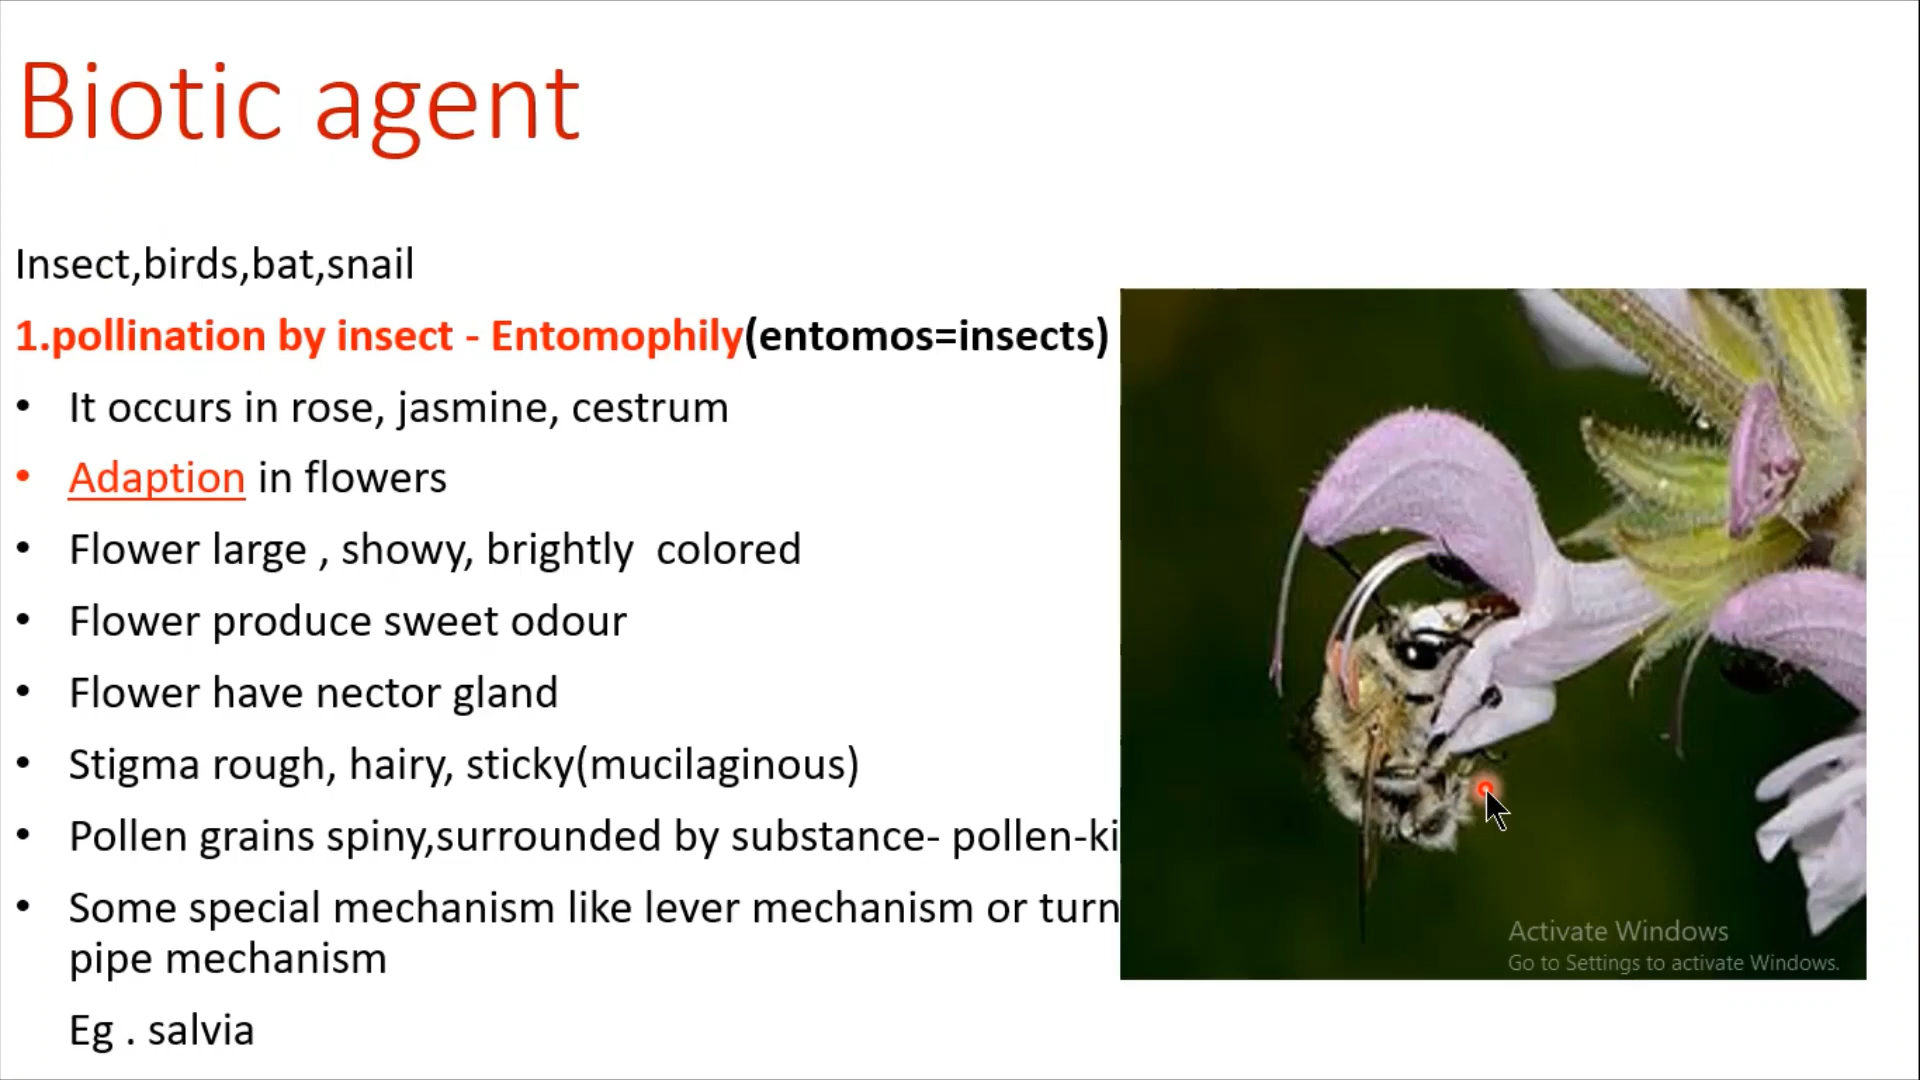 Biotic agent
Insect,birds,bat,snail
1.pollination by insect - Entomophily(entomos=insects)
• It occurs in rose, jasmine, cestrum
• Adaption in flowers
• Flower large , showy, brightly colored
• Flower produce sweet odour
• Flower have nector gland
• Stigma rough, hairy, sticky(mucilaginous)
• Pollen grains spiny,surrounded by substance- pollen-ki
• Some special mechanism like lever mechanism or turn
pipe mechanism
Eg . salvia
Activate Windows
Go to Settings to activate Windows.